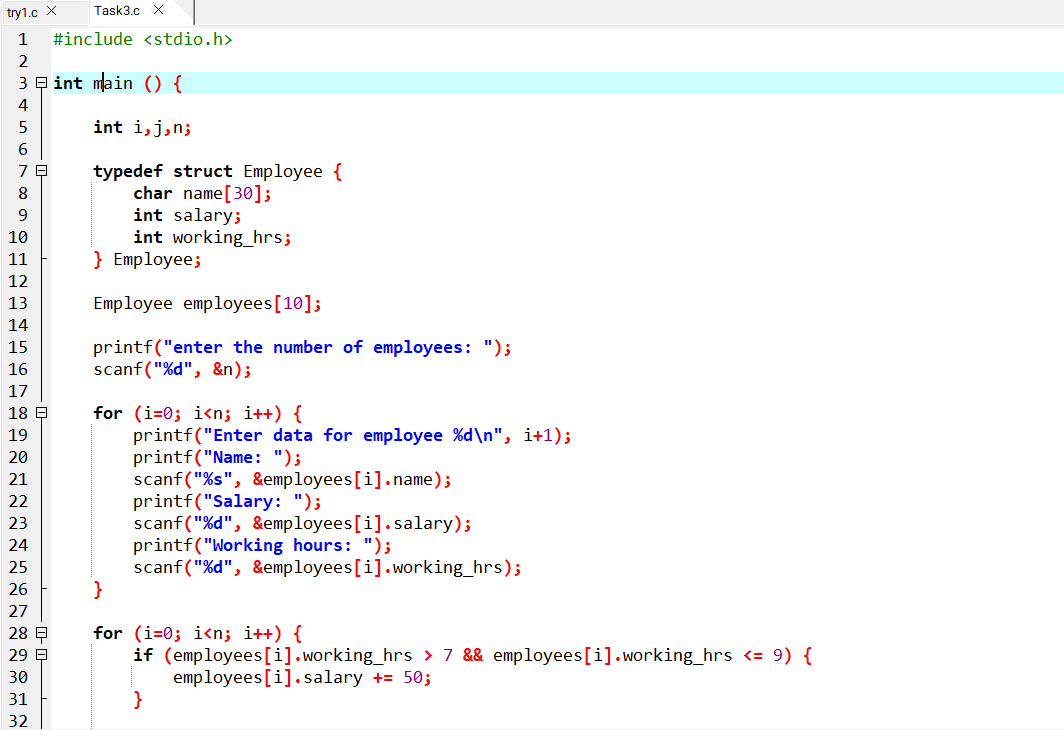 try1.c ✕ Task3.c ✕
1 #include <stdio.h>
2
3 int main () {
4
5     int i,j,n;
6
7     typedef struct Employee {
8         char name[30];
9         int salary;
10         int working_hrs;
11     } Employee;
12
13     Employee employees[10];
14
15     printf("enter the number of employees: ");
16     scanf("%d", &n);
17
18     for (i=0; i<n; i++) {
19         printf("Enter data for employee %d\n", i+1);
20         printf("Name: ");
21         scanf("%s", &employees[i].name);
22         printf("Salary: ");
23         scanf("%d", &employees[i].salary);
24         printf("Working hours: ");
25         scanf("%d", &employees[i].working_hrs);
26     }
27
28     for (i=0; i<n; i++) {
29         if (employees[i].working_hrs > 7 && employees[i].working_hrs <= 9) {
30             employees[i].salary += 50;
31         }
32